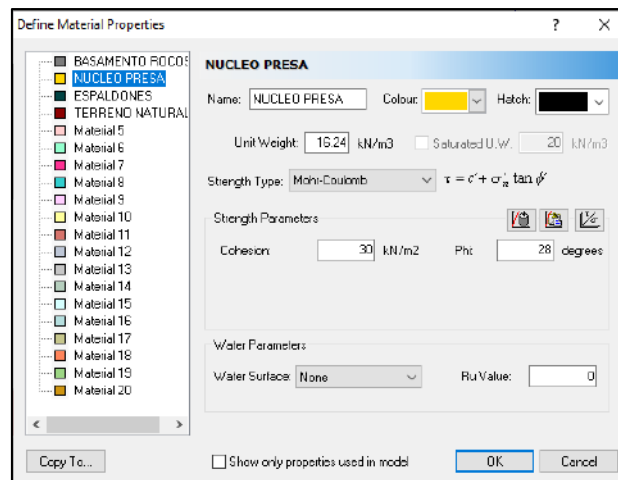 Define Material Properties
?
BASAMENTO ROCOS
NUCLEO PRESA
ESPALDONES
TERRENO NATURAL
Material 5
Material 6
Material 7
Material 8
Material 9
Material 10
Material 11
Material 12
Material 13
Material 14
Material 15
Material 16
Material 17
Material 18
Material 19
Material 20
Copy To...
NUCLEO PRESA
Name: NUCLEO PRESA Colour: Hatch:
Unit Weight: 16.24 kN/m3 Saturated U.W. 20 kN/m3
Strength Type: Mohr-Coulomb τ = c' + σ'n tan ϕ'
Strength Parameters
Cohesion: 30 kN/m2 Phi: 28 degrees
Water Parameters
Water Surface: None Ru Value: 0
Show only properties used in model OK Cancel